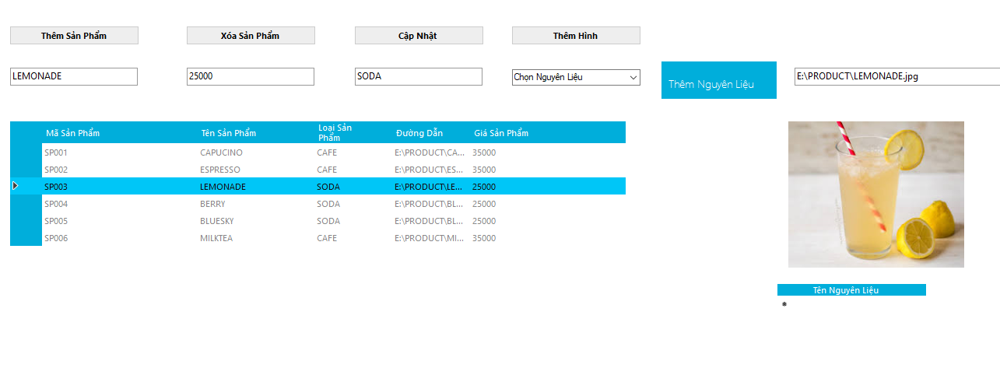 Thêm Sản Phẩm Xóa Sản Phẩm Cập Nhật Thêm Hình
LEMONADE 25000 SODA Chọn Nguyên Liệu Thêm Nguyên Liệu E:\PRODUCT\LEMONADE.jpg
Mã Sản Phẩm Tên Sản Phẩm Loại Sản Phẩm Đường Dẫn Giá Sản Phẩm
SP001 CAPUCINO CAFE E:\PRODUCT\CA... 35000
SP002 ESPRESSO CAFE E:\PRODUCT\ES... 35000
SP003 LEMONADE SODA E:\PRODUCT\LE... 25000
SP004 BERRY SODA E:\PRODUCT\BL... 25000
SP005 BLUESKY SODA E:\PRODUCT\BL... 25000
SP006 MILKTEA CAFE E:\PRODUCT\MI... 35000
Tên Nguyên Liệu